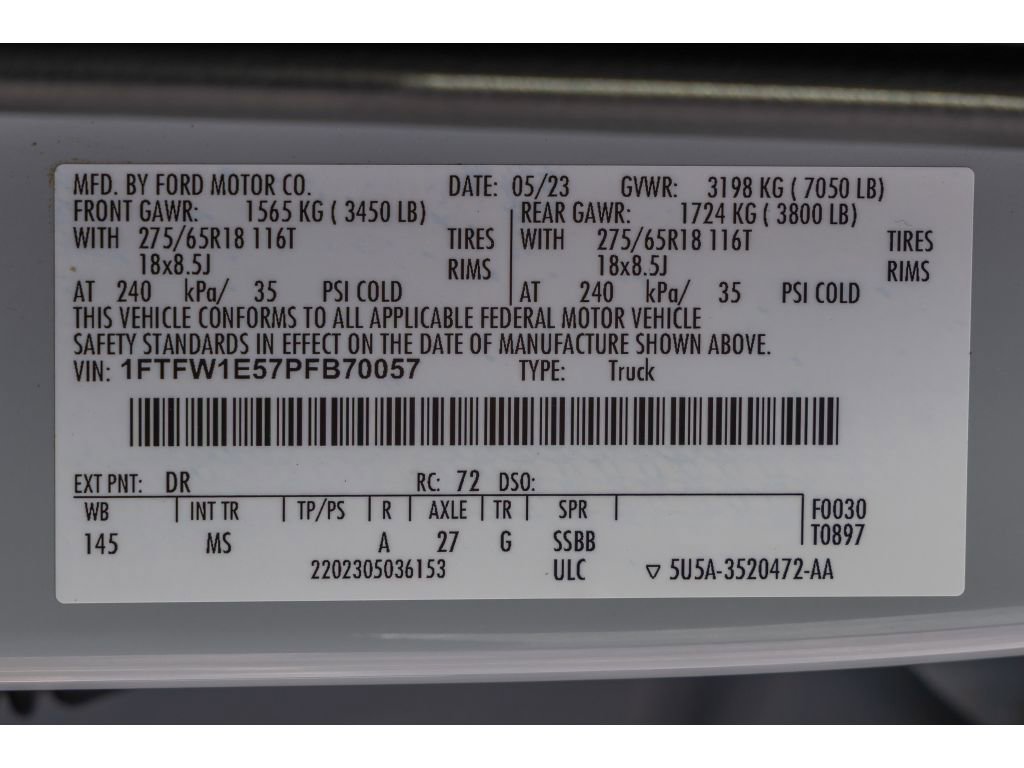 MFD. BY FORD MOTOR CO. DATE: 05/23 GVWR: 3198 KG ( 7050 LB)
FRONT GAWR: 1565 KG ( 3450 LB) REAR GAWR: 1724 KG ( 3800 LB)
WITH 275/65R18 116T TIRES WITH 275/65R18 116T TIRES
18x8.5J RIMS 18x8.5J RIMS
AT 240 kPa/ 35 PSI COLD AT 240 kPa/ 35 PSI COLD
THIS VEHICLE CONFORMS TO ALL APPLICABLE FEDERAL MOTOR VEHICLE
SAFETY STANDARDS IN EFFECT ON THE DATE OF MANUFACTURE SHOWN ABOVE.
VIN: 1FTFW1E57PFB70057 TYPE: Truck
EXT PNT: DR RC: 72 DSO:
WB INT TR TP/PS R AXLE TR SPR F0030
145 MS A 27 G SSBB T0897
2202305036153 ULC ▽ 5U5A-3520472-AA